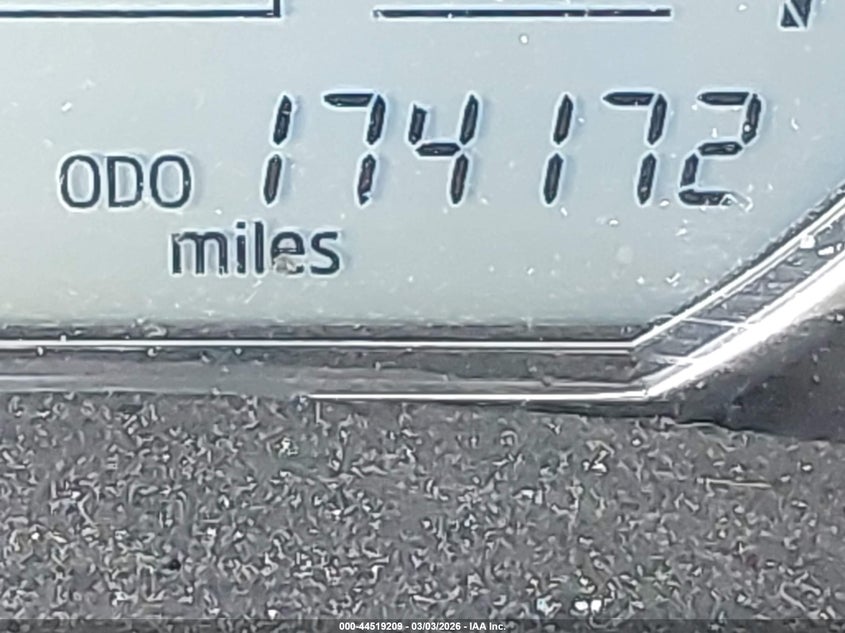 N
ODO 174172
miles
000-44519209 - 03/03/2026 - IAA Inc.